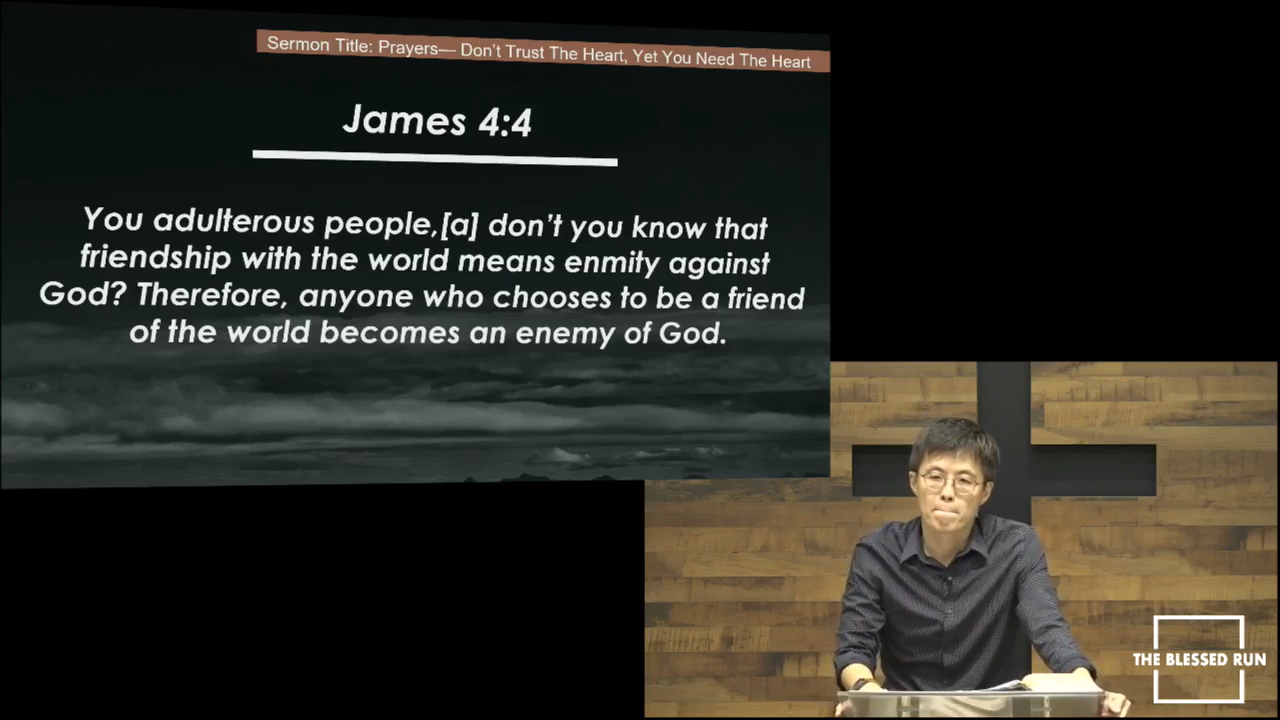 Sermon Title: Prayers— Don't Trust The Heart, Yet You Need The Heart
James 4:4
You adulterous people,[a] don't you know that
friendship with the world means enmity against
God? Therefore, anyone who chooses to be a friend
of the world becomes an enemy of God.
THE BLESSED RUN